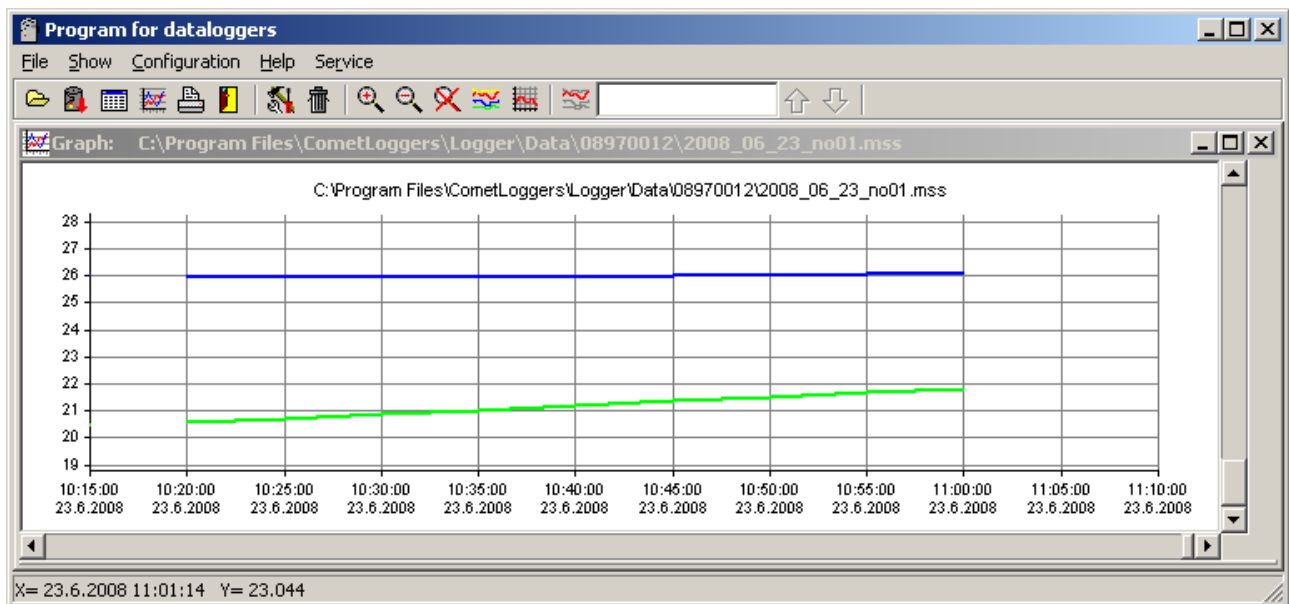 Program for dataloggers
File Show Configuration Help Service
Graph: C:\Program Files\CometLoggers\Logger\Data\08970012\2008_06_23_no01.mss
C:\Program Files\CometLoggers\Logger\Data\08970012\2008_06_23_no01.mss
28
27
26
25
24
23
22
21
20
19
10:15:00 10:20:00 10:25:00 10:30:00 10:35:00 10:40:00 10:45:00 10:50:00 10:55:00 11:00:00 11:05:00 11:10:00
23.6.2008 23.6.2008 23.6.2008 23.6.2008 23.6.2008 23.6.2008 23.6.2008 23.6.2008 23.6.2008 23.6.2008 23.6.2008 23.6.2008
X= 23.6.2008 11:01:14 Y= 23.044